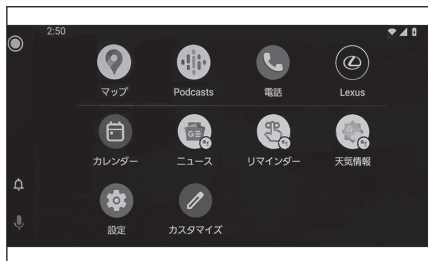 2:50
マップ
Podcasts
電話
Lexus
カレンダー
ニュース
リマインダー
天気情報
設定
カスタマイズ